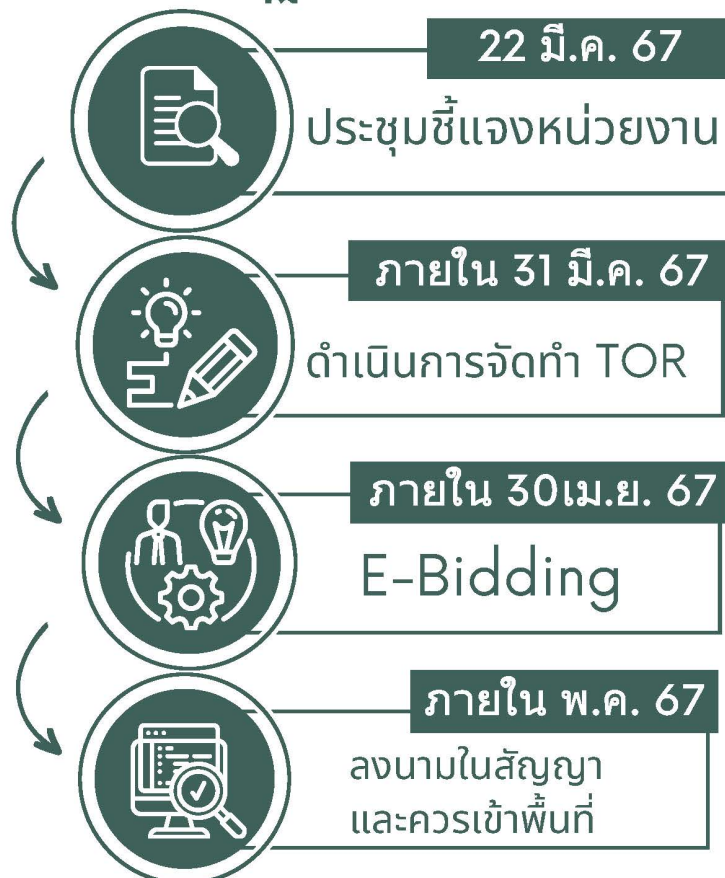 22 มี.ค. 67
ประชุมชี้แจงหน่วยงาน
ภายใน 31 มี.ค. 67
ดำเนินการจัดทำ TOR
ภายใน 30เม.ย. 67
E-Bidding
ภายใน พ.ค. 67
ลงนามในสัญญา
และควรเข้าพื้นที่